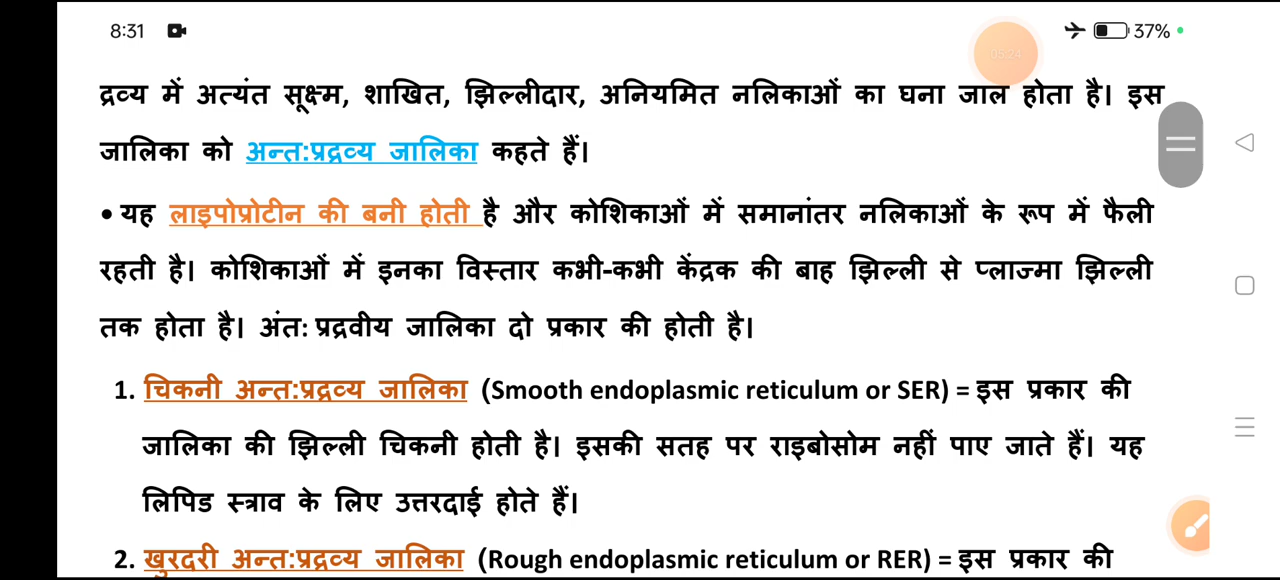 8:31
37%
05:24
द्रव्य में अत्यंत सूक्ष्म, शाखित, झिल्लीदार, अनियमित नलिकाओं का घना जाल होता है। इस
जालिका को अन्त:प्रद्रव्य जालिका कहते हैं।
• यह लाइपोप्रोटीन की बनी होती है और कोशिकाओं में समानांतर नलिकाओं के रूप में फैली
रहती है। कोशिकाओं में इनका विस्तार कभी-कभी केंद्रक की बाह झिल्ली से प्लाज्मा झिल्ली
तक होता है। अंत: प्रद्रवीय जालिका दो प्रकार की होती है।
1. चिकनी अन्त:प्रद्रव्य जालिका (Smooth endoplasmic reticulum or SER) = इस प्रकार की
जालिका की झिल्ली चिकनी होती है। इसकी सतह पर राइबोसोम नहीं पाए जाते हैं। यह
लिपिड स्त्राव के लिए उत्तरदाई होते हैं।
2. खुरदरी अन्त:प्रद्रव्य जालिका (Rough endoplasmic reticulum or RER) = इस प्रकार की